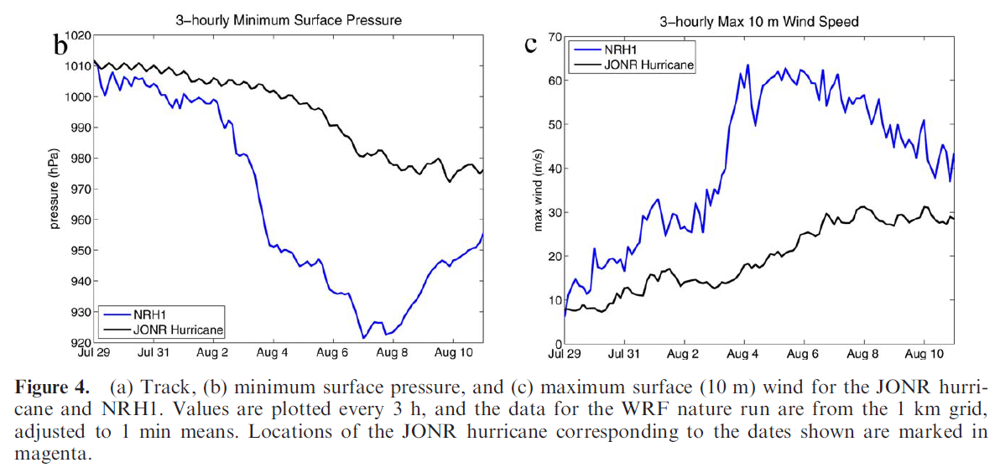 3-hourly Minimum Surface Pressure
b
1020
1010
1000
990
980
970
960
950
940
930
920
pressure (hPa)
NRH1
JONR Hurricane
Jul 29 Jul 31 Aug 2 Aug 4 Aug 6 Aug 8 Aug 10
3-hourly Max 10 m Wind Speed
c
70
60
50
40
30
20
10
0
max wind (m/s)
NRH1
JONR Hurricane
Jul 29 Jul 31 Aug 2 Aug 4 Aug 6 Aug 8 Aug 10
Figure 4. (a) Track, (b) minimum surface pressure, and (c) maximum surface (10 m) wind for the JONR hurri-
cane and NRH1. Values are plotted every 3 h, and the data for the WRF nature run are from the 1 km grid,
adjusted to 1 min means. Locations of the JONR hurricane corresponding to the dates shown are marked in
magenta.